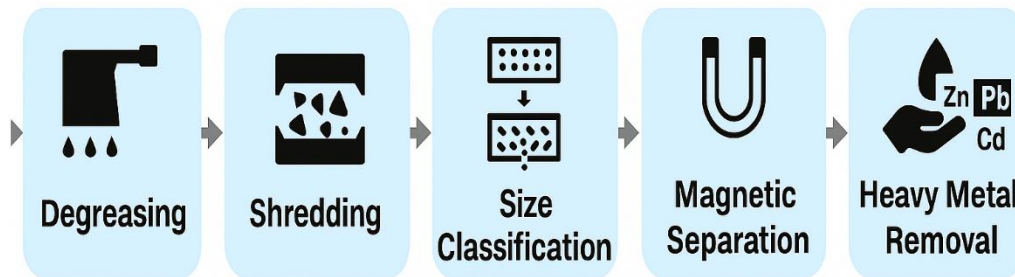 Degreasing
Shredding
Size
Classification
Magnetic
Separation
Zn Pb
Cd
Heavy Metal
Removal